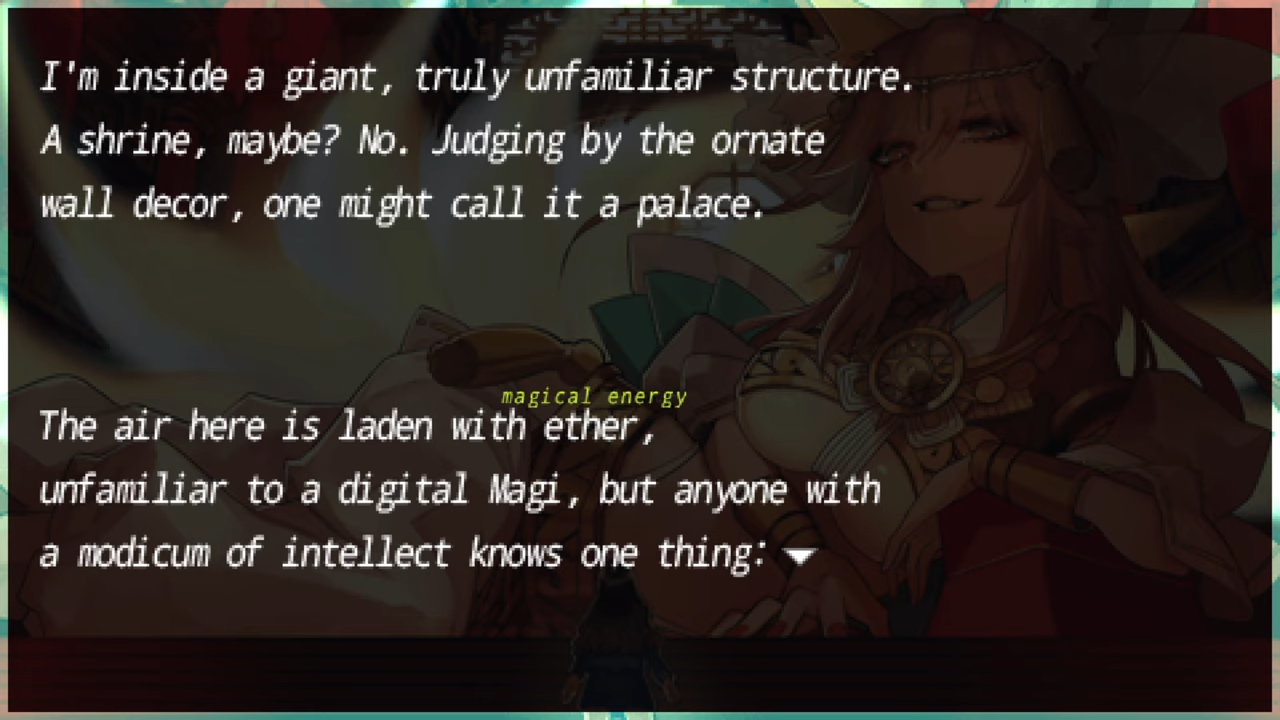 I'm inside a giant, truly unfamiliar structure.
A shrine, maybe? No. Judging by the ornate
wall decor, one might call it a palace.
magical energy
The air here is laden with ether,
unfamiliar to a digital Magi, but anyone with
a modicum of intellect knows one thing: